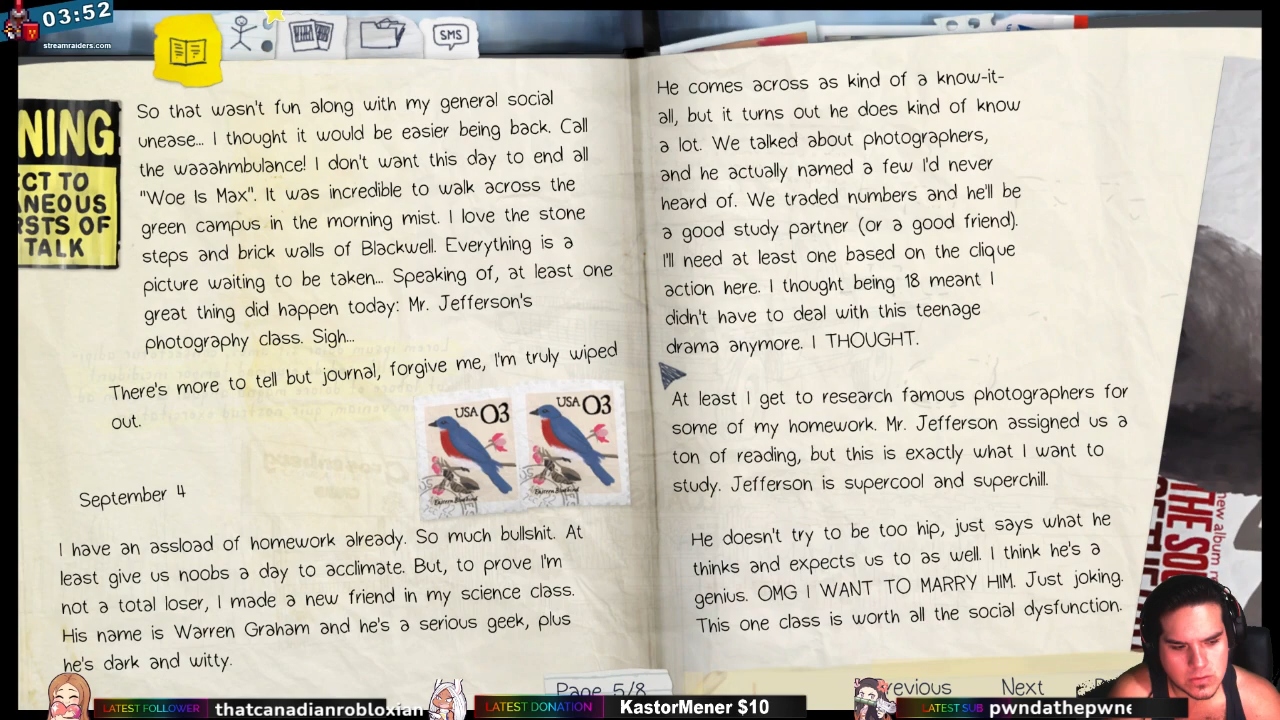 03:52
streamraiders.com
SMS
NING
CT TO
NEOUS
STS OF
TALK
So that wasn't fun along with my general social
unease... I thought it would be easier being back. Call
the waaahmbulance! I don't want this day to end all
"Woe Is Max". It was incredible to walk across the
green campus in the morning mist. I love the stone
steps and brick walls of Blackwell. Everything is a
picture waiting to be taken... Speaking of, at least one
great thing did happen today: Mr. Jefferson's
photography class. Sigh...
There's more to tell but journal, forgive me, I'm truly wiped
out.
USA 03
USA 03
September 4
I have an assload of homework already. So much bullshit. At
least give us noobs a day to acclimate. But, to prove I'm
not a total loser, I made a new friend in my science class.
His name is Warren Graham and he's a serious geek, plus
he's dark and witty.
He comes across as kind of a know-it-
all, but it turns out he does kind of know
a lot. We talked about photographers,
and he actually named a few I'd never
heard of. We traded numbers and he'll be
a good study partner (or a good friend).
I'll need at least one based on the clique
action here. I thought being 18 meant I
didn't have to deal with this teenage
drama anymore. I THOUGHT.
At least I get to research famous photographers for
some of my homework. Mr. Jefferson assigned us a
ton of reading, but this is exactly what I want to
study. Jefferson is supercool and superchill.
He doesn't try to be too hip, just says what he
thinks and expects us to as well. I think he's a
genius. OMG I WANT TO MARRY HIM. Just joking.
This one class is worth all the social dysfunction.
new album
THE SO
Page 5/8
revious
Next
LATEST FOLLOWER thatcanadianrobloxian
LATEST DONATION KastorMener $10
LATEST SUB pwndathepwne